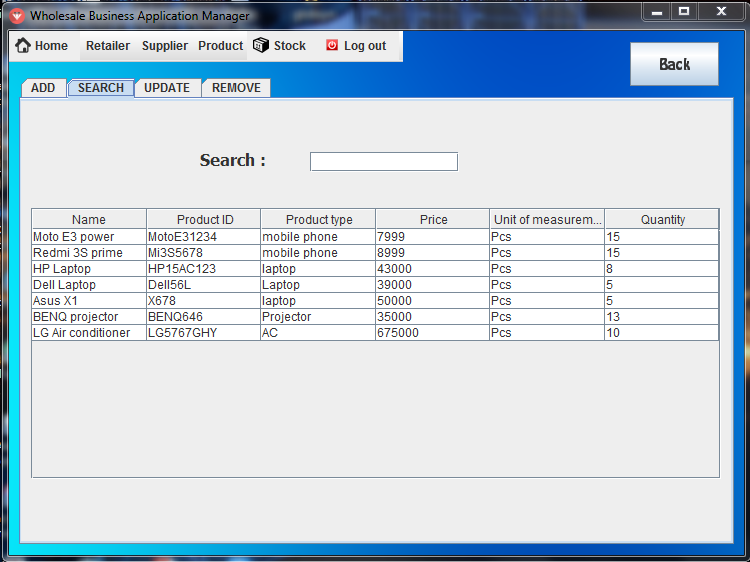 Wholesale Business Application Manager
Home Retailer Supplier Product Stock Log out
Back
ADD SEARCH UPDATE REMOVE
Search :
Name Product ID Product type Price Unit of measurem... Quantity
Moto E3 power MotoE31234 mobile phone 7999 Pcs 15
Redmi 3S prime Mi3S5678 mobile phone 8999 Pcs 15
HP Laptop HP15AC123 laptop 43000 Pcs 8
Dell Laptop Dell56L Laptop 39000 Pcs 5
Asus X1 X678 laptop 50000 Pcs 5
BENQ projector BENQ646 Projector 35000 Pcs 13
LG Air conditioner LG5767GHY AC 675000 Pcs 10